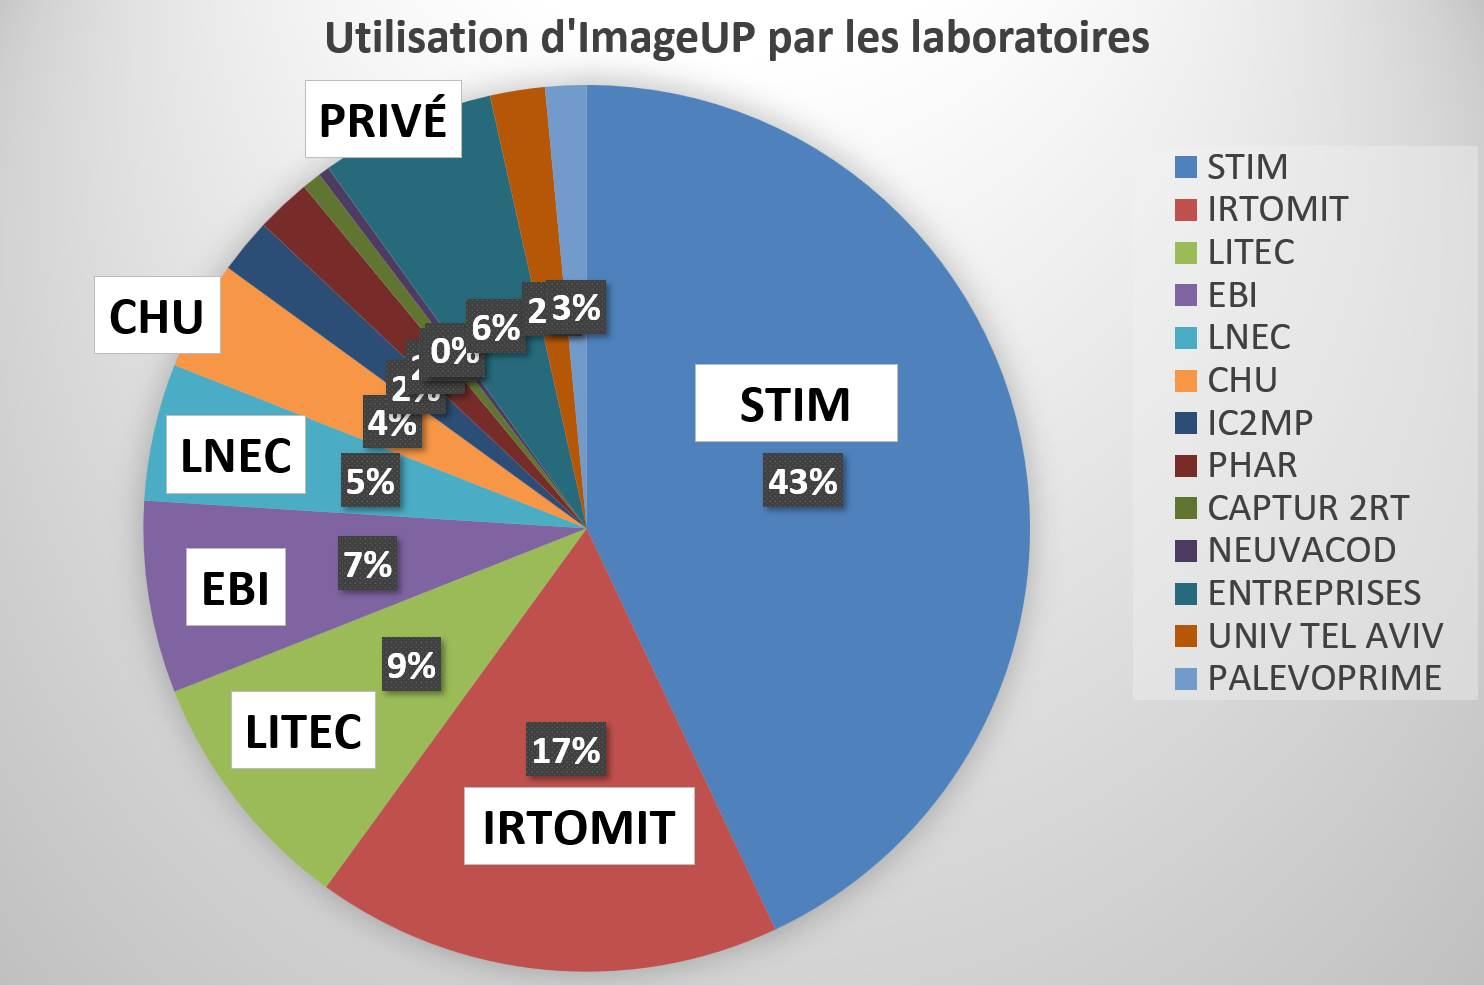 Utilisation d'ImageUP par les laboratoires
PRIVÉ
CHU
LNEC
EBI
LITEC
IRTOMIT
STIM
43%
17%
9%
7%
5%
4%
2%
0%
6%
3%
STIM
IRTOMIT
LITEC
EBI
LNEC
CHU
IC2MP
PHAR
CAPTUR 2RT
NEUVACOD
ENTREPRISES
UNIV TEL AVIV
PALEVOPRIME